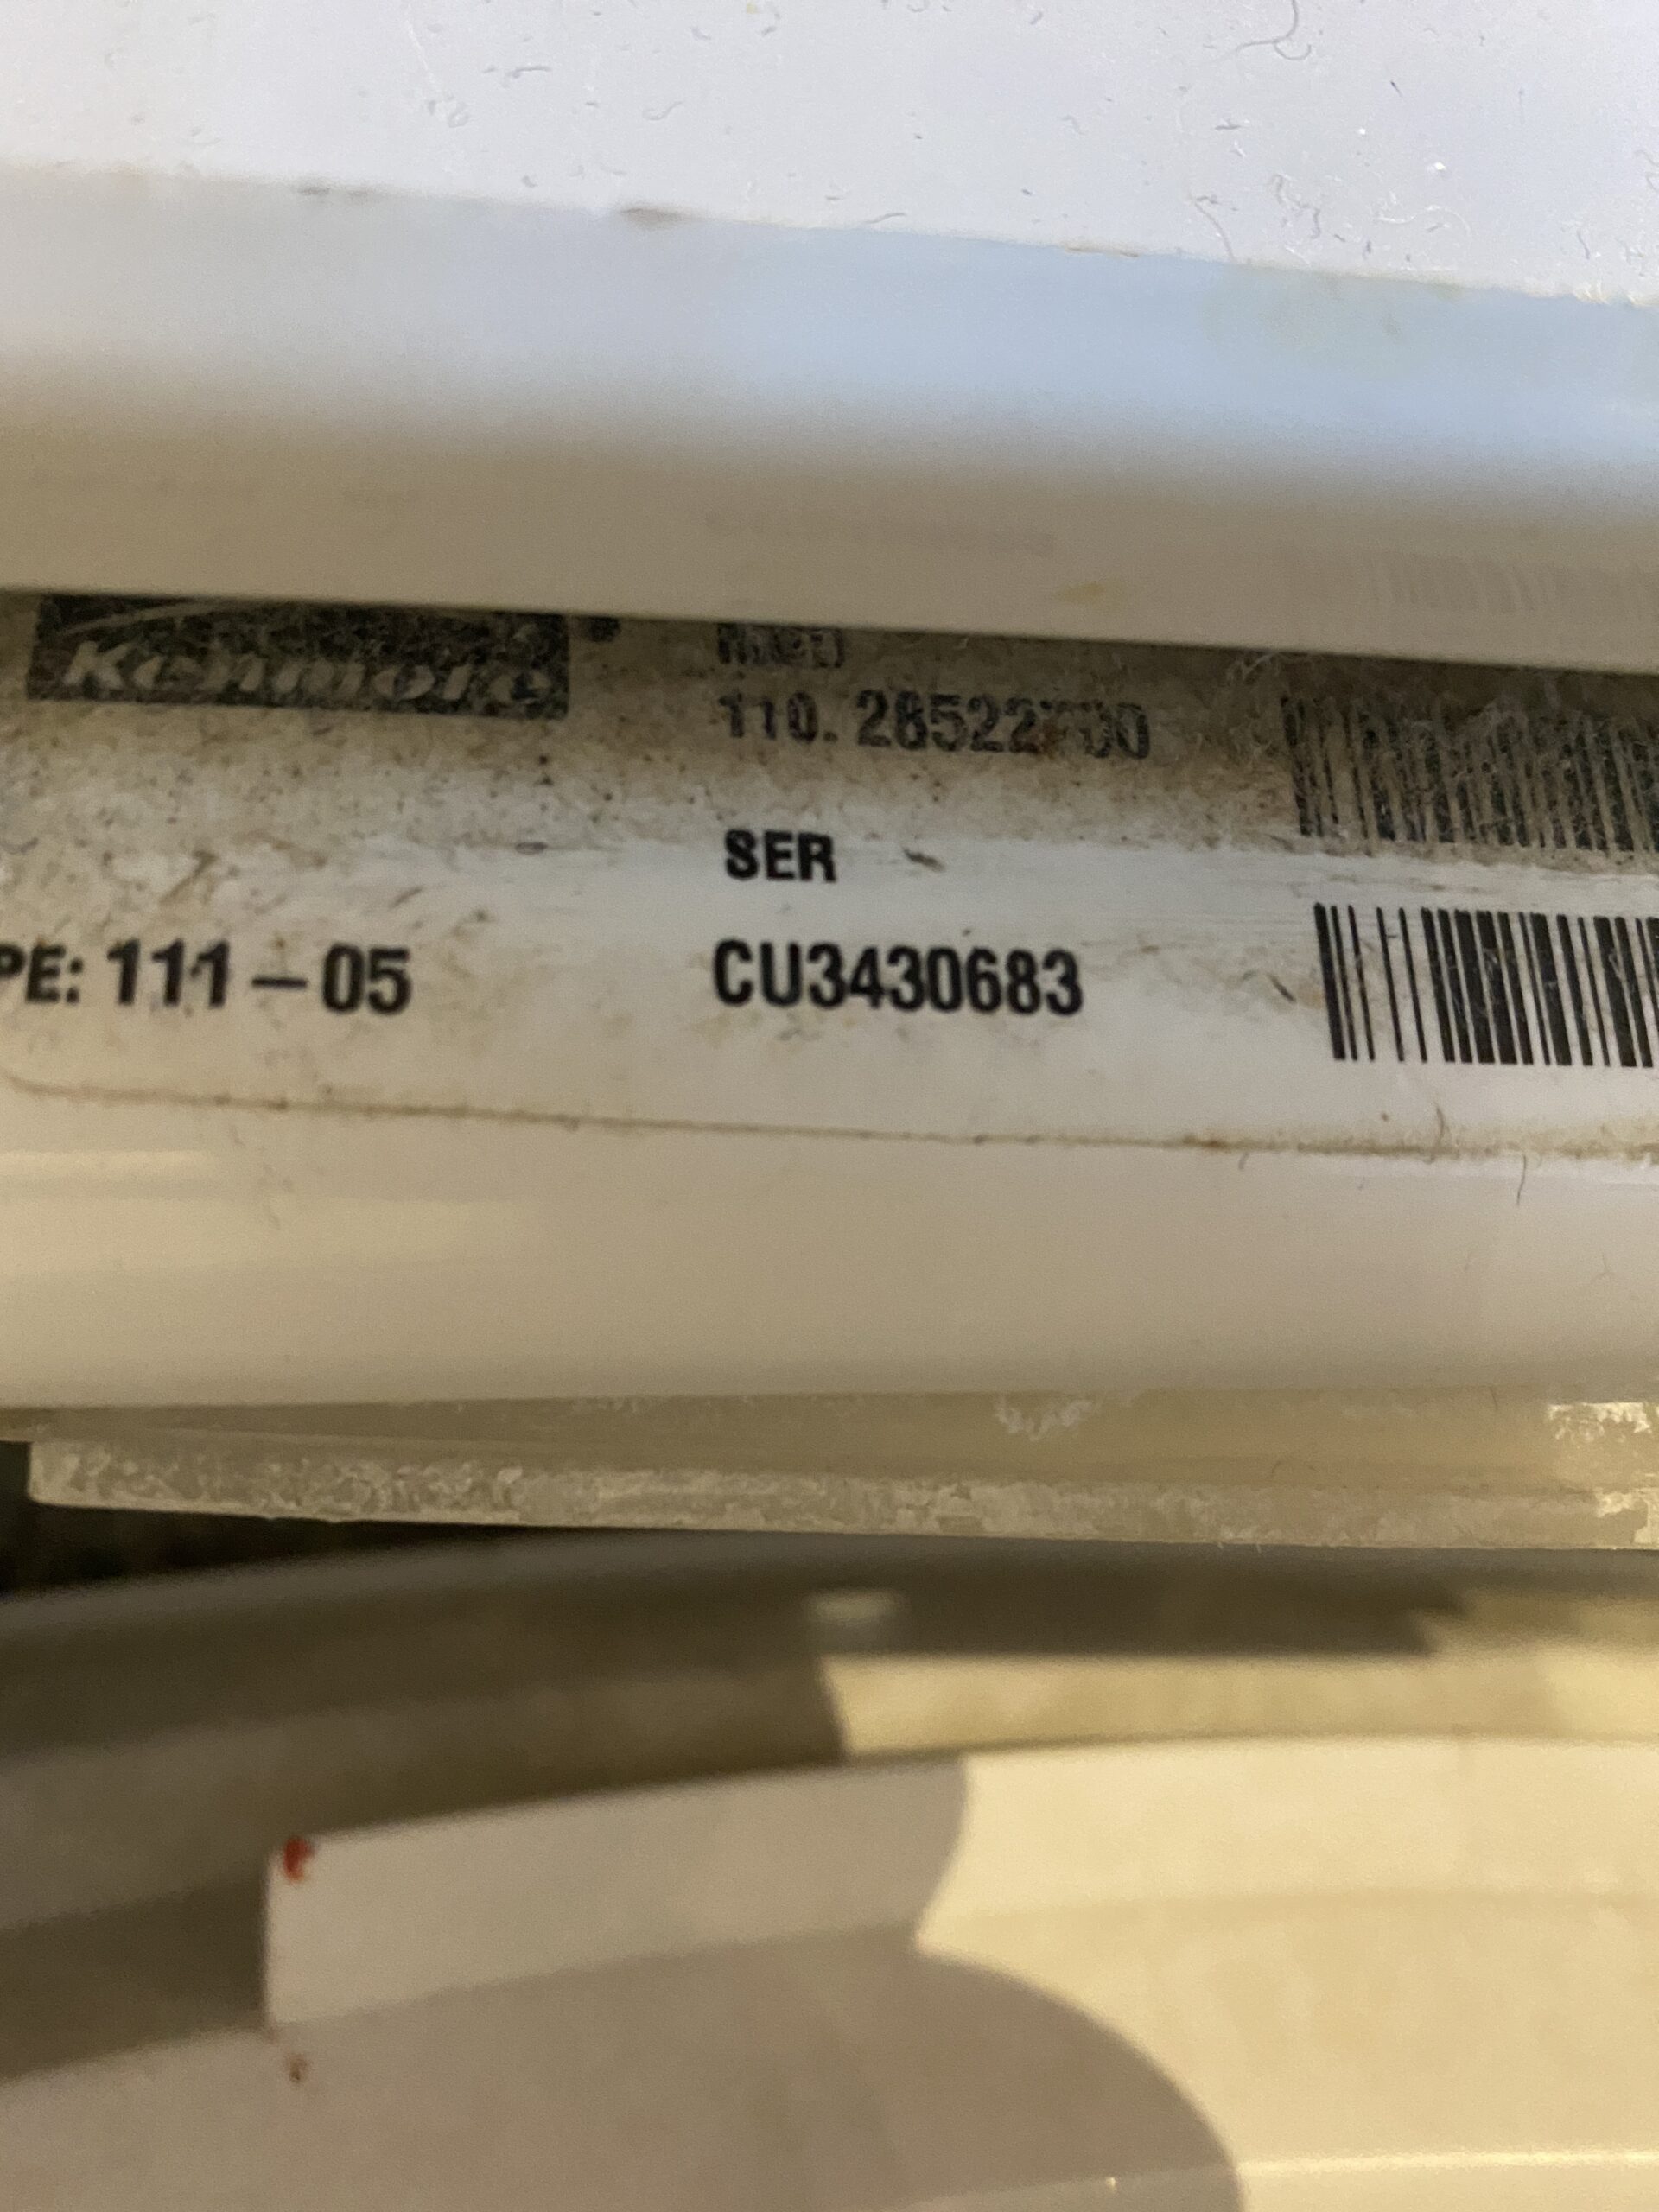 Kenmore
SER
PE: 111-05
CU3430683